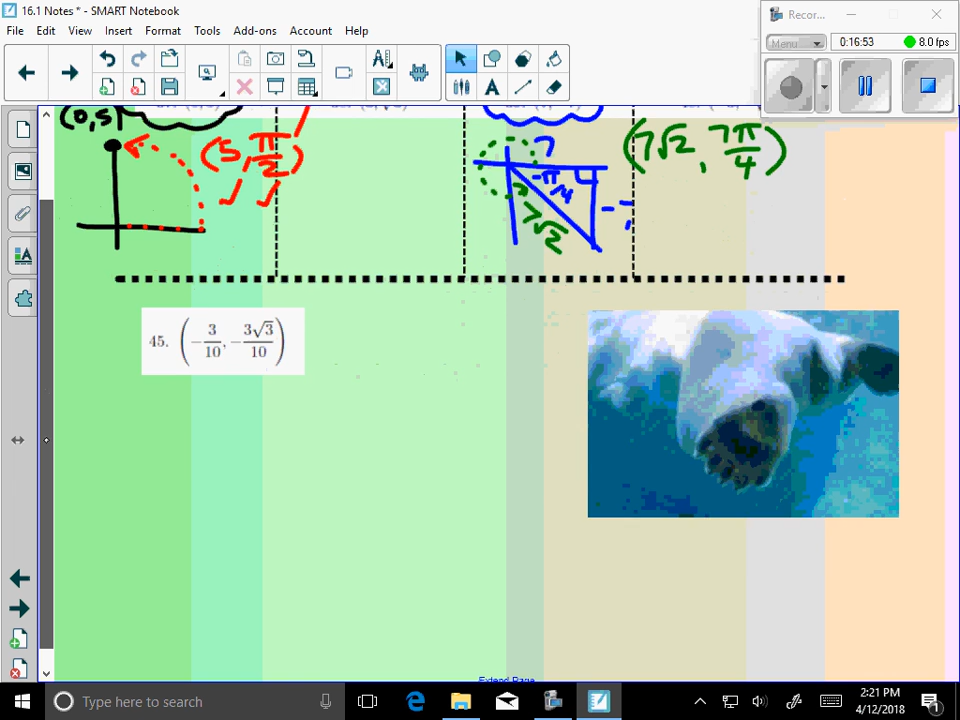 16.1 Notes * - SMART Notebook
Recor...
File Edit View Insert Format Tools Add-ons Account Help
Menu
0:16:53
8.0 fps
(0,5)
(5, π/2)
7
-π/4
7√2
(7√2, 7π/4)
45. (-3/10, -3√3/10)
Extend Page
Type here to search
2:21 PM
4/12/2018
1